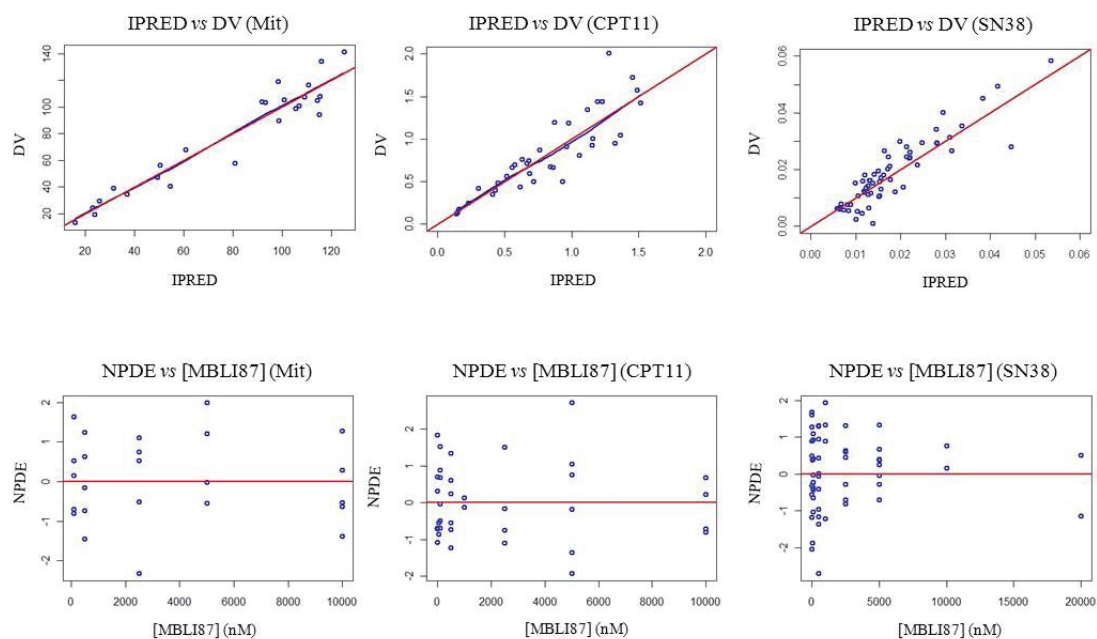 IPRED vs DV (Mit)
IPRED vs DV (CPT11)
IPRED vs DV (SN38)
DV
140
120
100
80
60
40
20
20 40 60 80 100 120
IPRED
DV
2.0
1.5
1.0
0.5
0.0
0.0 0.5 1.0 1.5 2.0
IPRED
DV
0.06
0.04
0.02
0.00
0.00 0.01 0.02 0.03 0.04 0.05 0.06
IPRED
NPDE vs [MBLI87] (Mit)
NPDE vs [MBLI87] (CPT11)
NPDE vs [MBLI87] (SN38)
NPDE
2
1
0
-1
-2
0 2000 4000 6000 8000 10000
[MBLI87] (nM)
NPDE
2
1
0
-1
-2
0 2000 4000 6000 8000 10000
[MBLI87] (nM)
NPDE
2
1
0
-1
-2
0 5000 10000 15000 20000
[MBLI87] (nM)